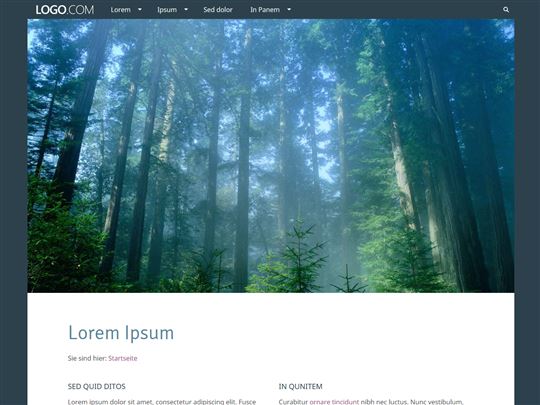 LOGO.COM Lorem Ipsum Sed dolor In Panem
Lorem Ipsum
Sie sind hier: Startseite
SED QUID DITOS
Lorem ipsum dolor sit amet, consectetur adipiscing elit. Fusce
IN QUNITEM
Curabitur ornare tincidunt nibh nec luctus. Nunc vestibulum,